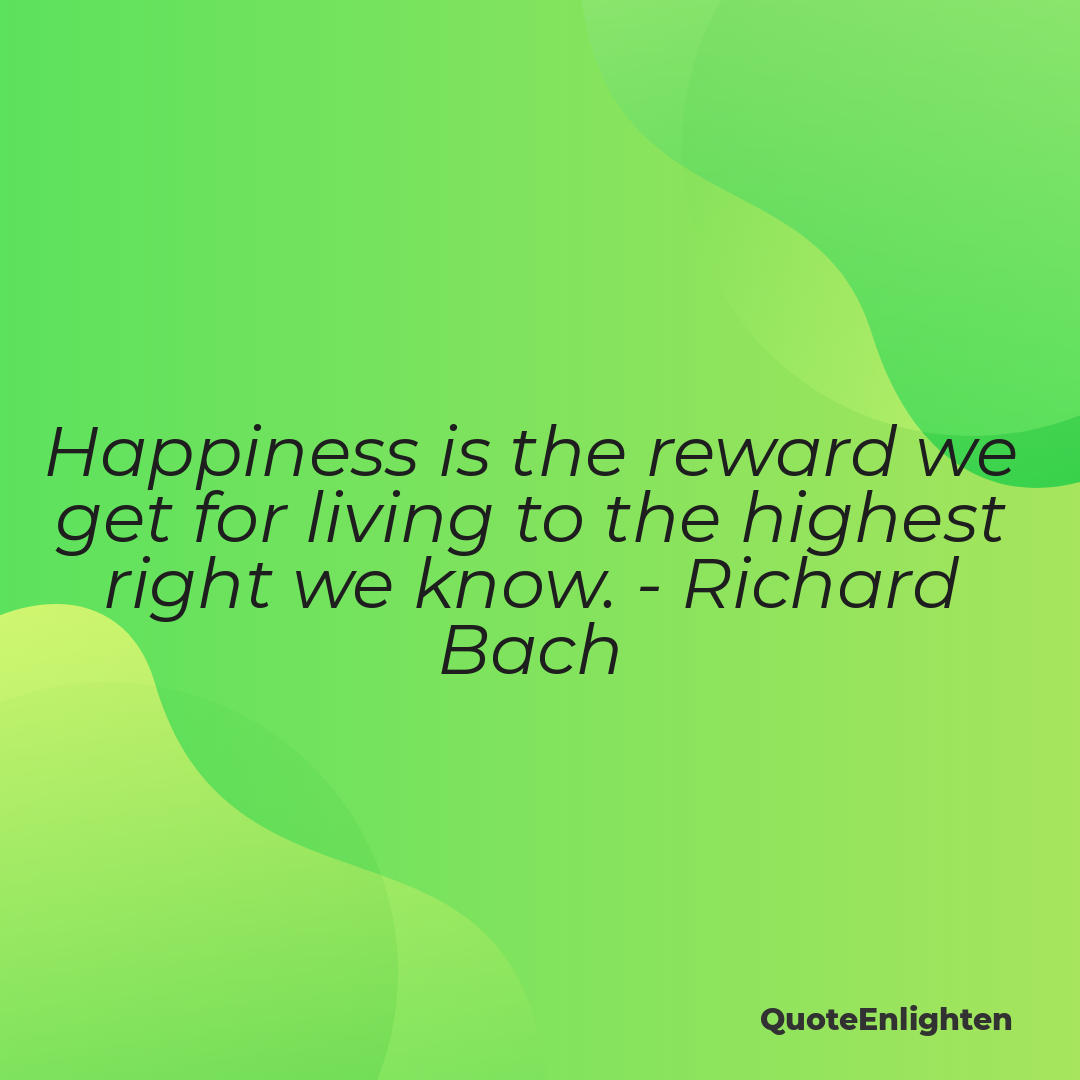 Happiness is the reward we
get for living to the highest
right we know. - Richard
Bach
QuoteEnlighten